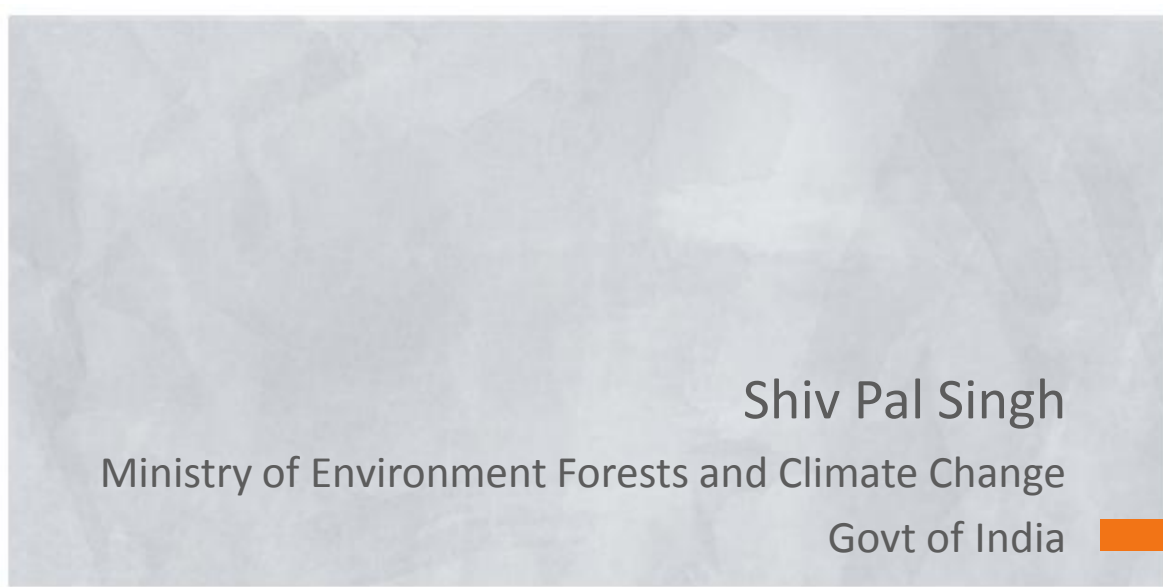 Shiv Pal Singh
Ministry of Environment Forests and Climate Change
Govt of India